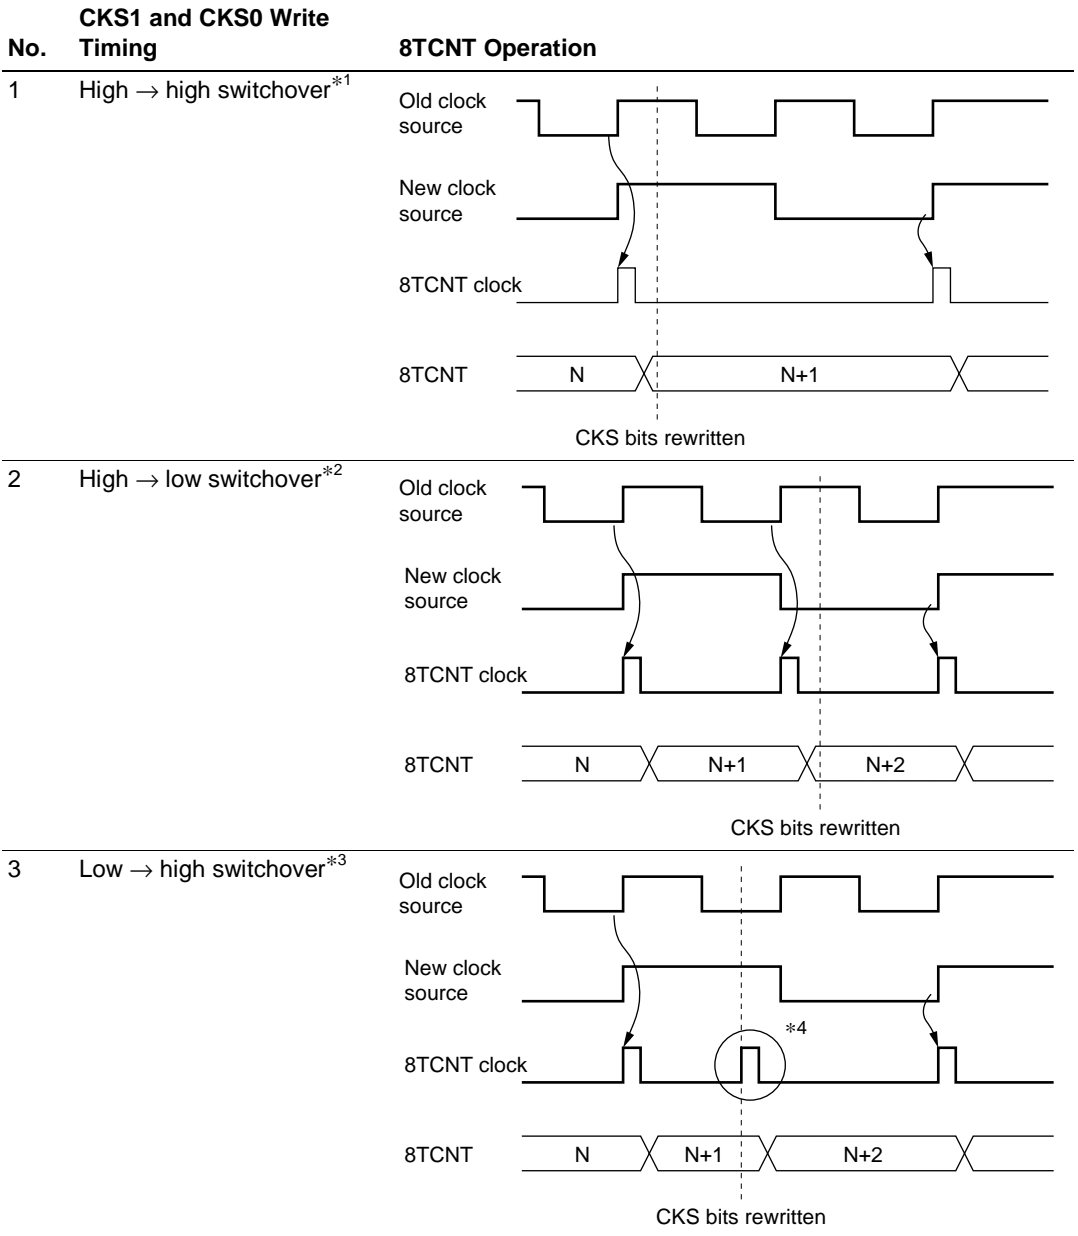 CKS1 and CKS0 Write
No. Timing 8TCNT Operation
1 High → high switchover*1
Old clock
source
New clock
source
8TCNT clock
8TCNT N N+1
CKS bits rewritten
2 High → low switchover*2
Old clock
source
New clock
source
8TCNT clock
8TCNT N N+1 N+2
CKS bits rewritten
3 Low → high switchover*3
Old clock
source
New clock
source
*4
8TCNT clock
8TCNT N N+1 N+2
CKS bits rewritten